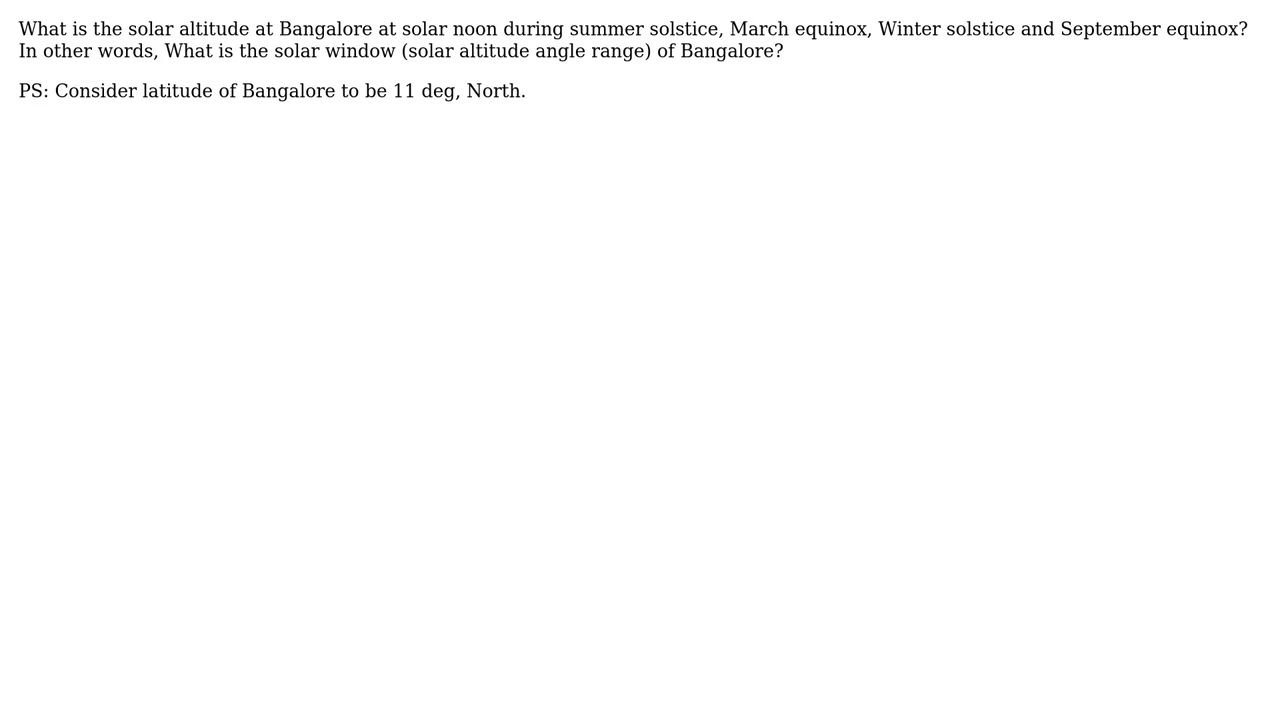 What is the solar altitude at Bangalore at solar noon during summer solstice, March equinox, Winter solstice and September equinox?
In other words, What is the solar window (solar altitude angle range) of Bangalore?
PS: Consider latitude of Bangalore to be 11 deg, North.